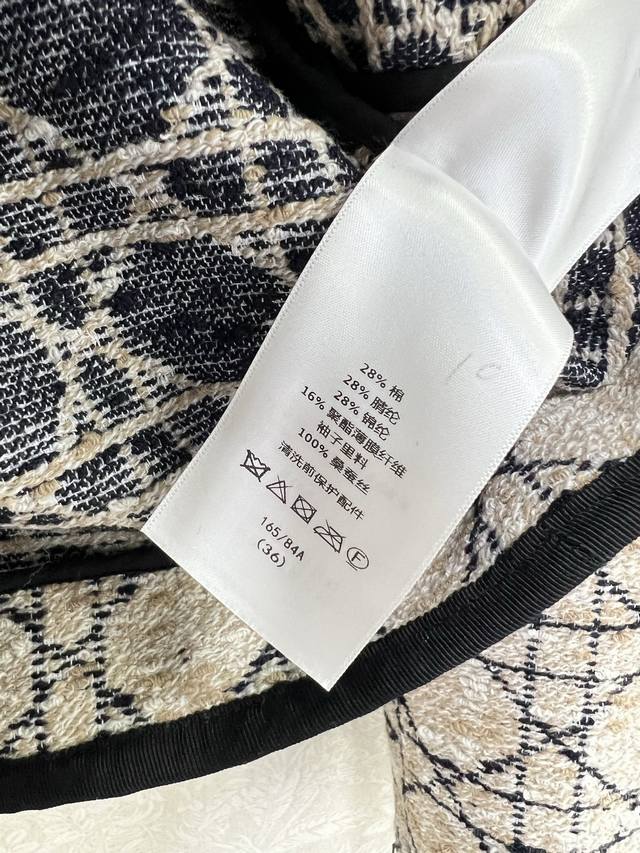 10
28% 棉
28% 腈纶
28% 锦纶
16% 聚酯薄膜纤维
袖子里料
100% 桑蚕丝
清洗前保护配件
F
165/84A
(36)